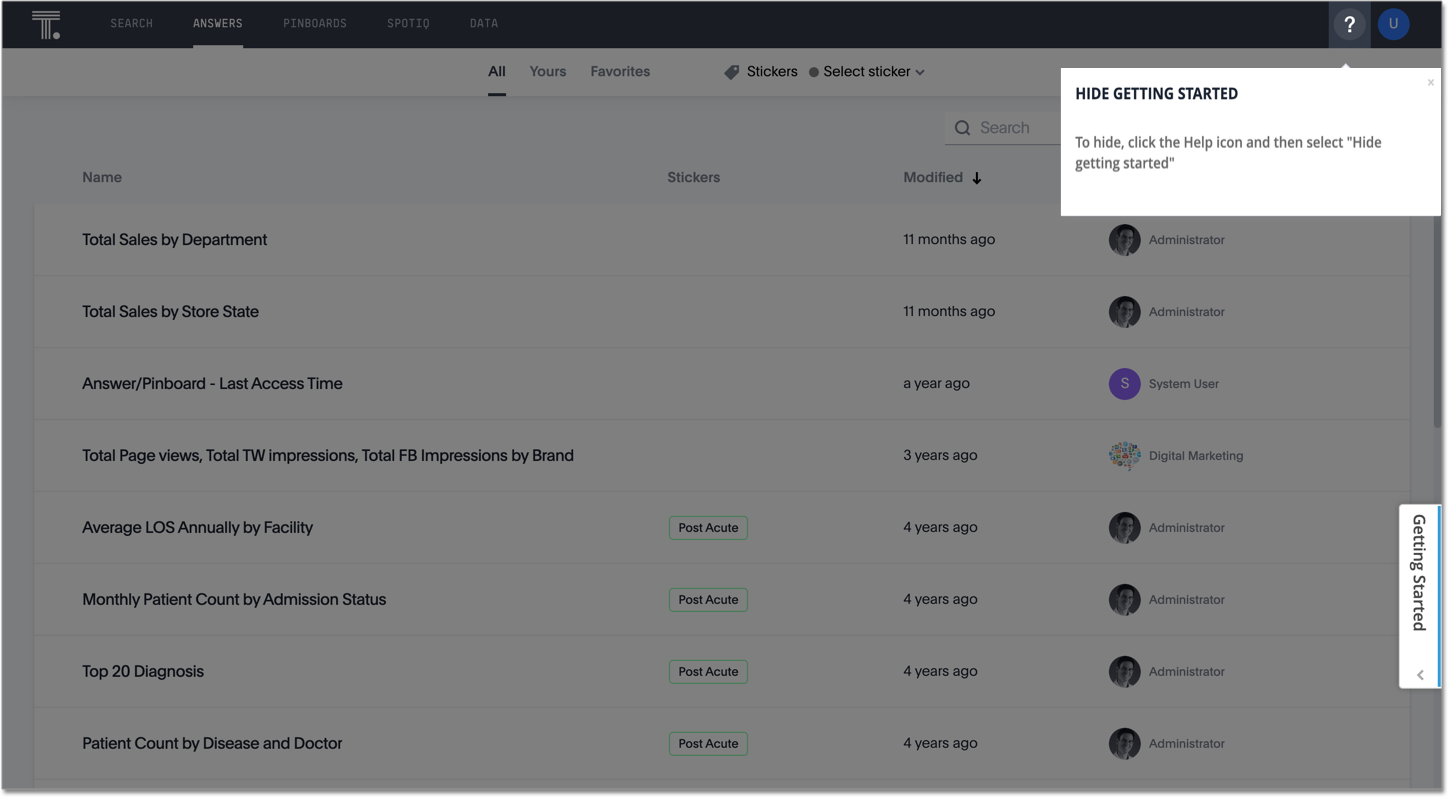 T.
SEARCH ANSWERS PINBOARDS SPOTIQ DATA ? U
All Yours Favorites Stickers Select sticker
×
HIDE GETTING STARTED
Search
To hide, click the Help icon and then select "Hide
getting started"
Name Stickers Modified ↓
Total Sales by Department 11 months ago Administrator
Total Sales by Store State 11 months ago Administrator
Answer/Pinboard - Last Access Time a year ago S System User
Total Page views, Total TW impressions, Total FB Impressions by Brand 3 years ago Digital Marketing
Average LOS Annually by Facility Post Acute 4 years ago Administrator
Monthly Patient Count by Admission Status Post Acute 4 years ago Administrator
Top 20 Diagnosis Post Acute 4 years ago Administrator
Patient Count by Disease and Doctor Post Acute 4 years ago Administrator
Getting Started